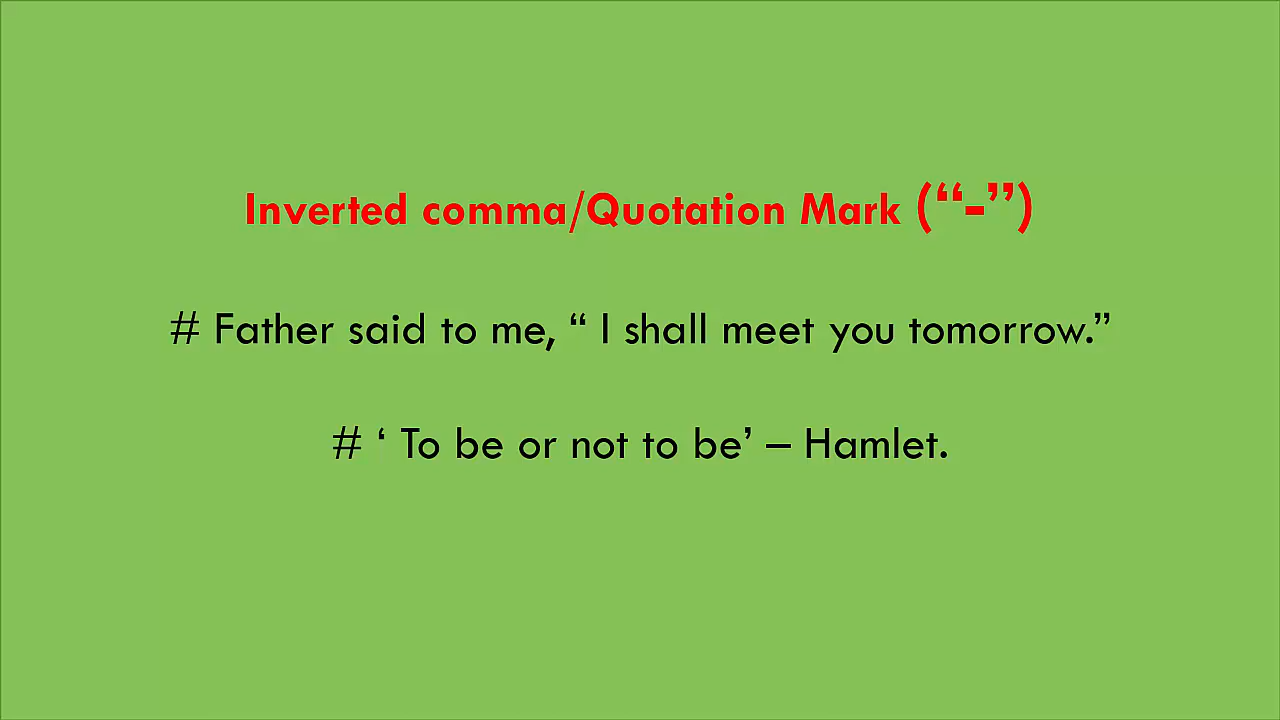 Inverted comma/Quotation Mark (“-”)
# Father said to me, “ I shall meet you tomorrow.”
# ‘ To be or not to be’ – Hamlet.